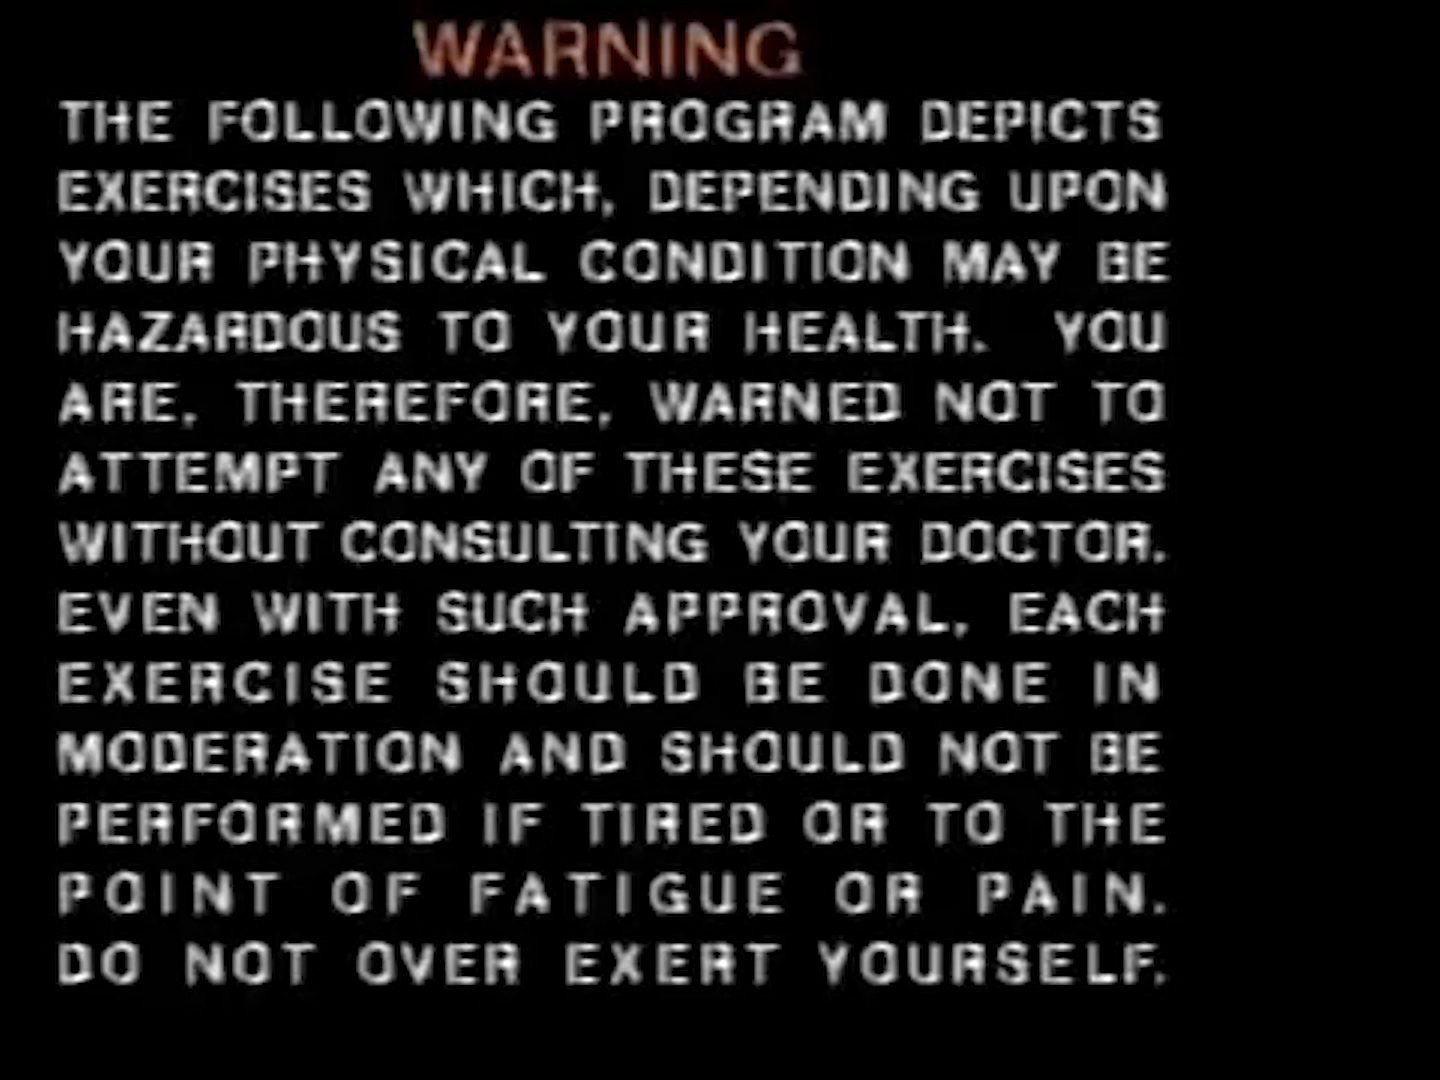 WARNING
THE FOLLOWING PROGRAM DEPICTS
EXERCISES WHICH, DEPENDING UPON
YOUR PHYSICAL CONDITION MAY BE
HAZARDOUS TO YOUR HEALTH. YOU
ARE, THEREFORE, WARNED NOT TO
ATTEMPT ANY OF THESE EXERCISES
WITHOUT CONSULTING YOUR DOCTOR.
EVEN WITH SUCH APPROVAL, EACH
EXERCISE SHOULD BE DONE IN
MODERATION AND SHOULD NOT BE
PERFORMED IF TIRED OR TO THE
POINT OF FATIGUE OR PAIN.
DO NOT OVER EXERT YOURSELF.